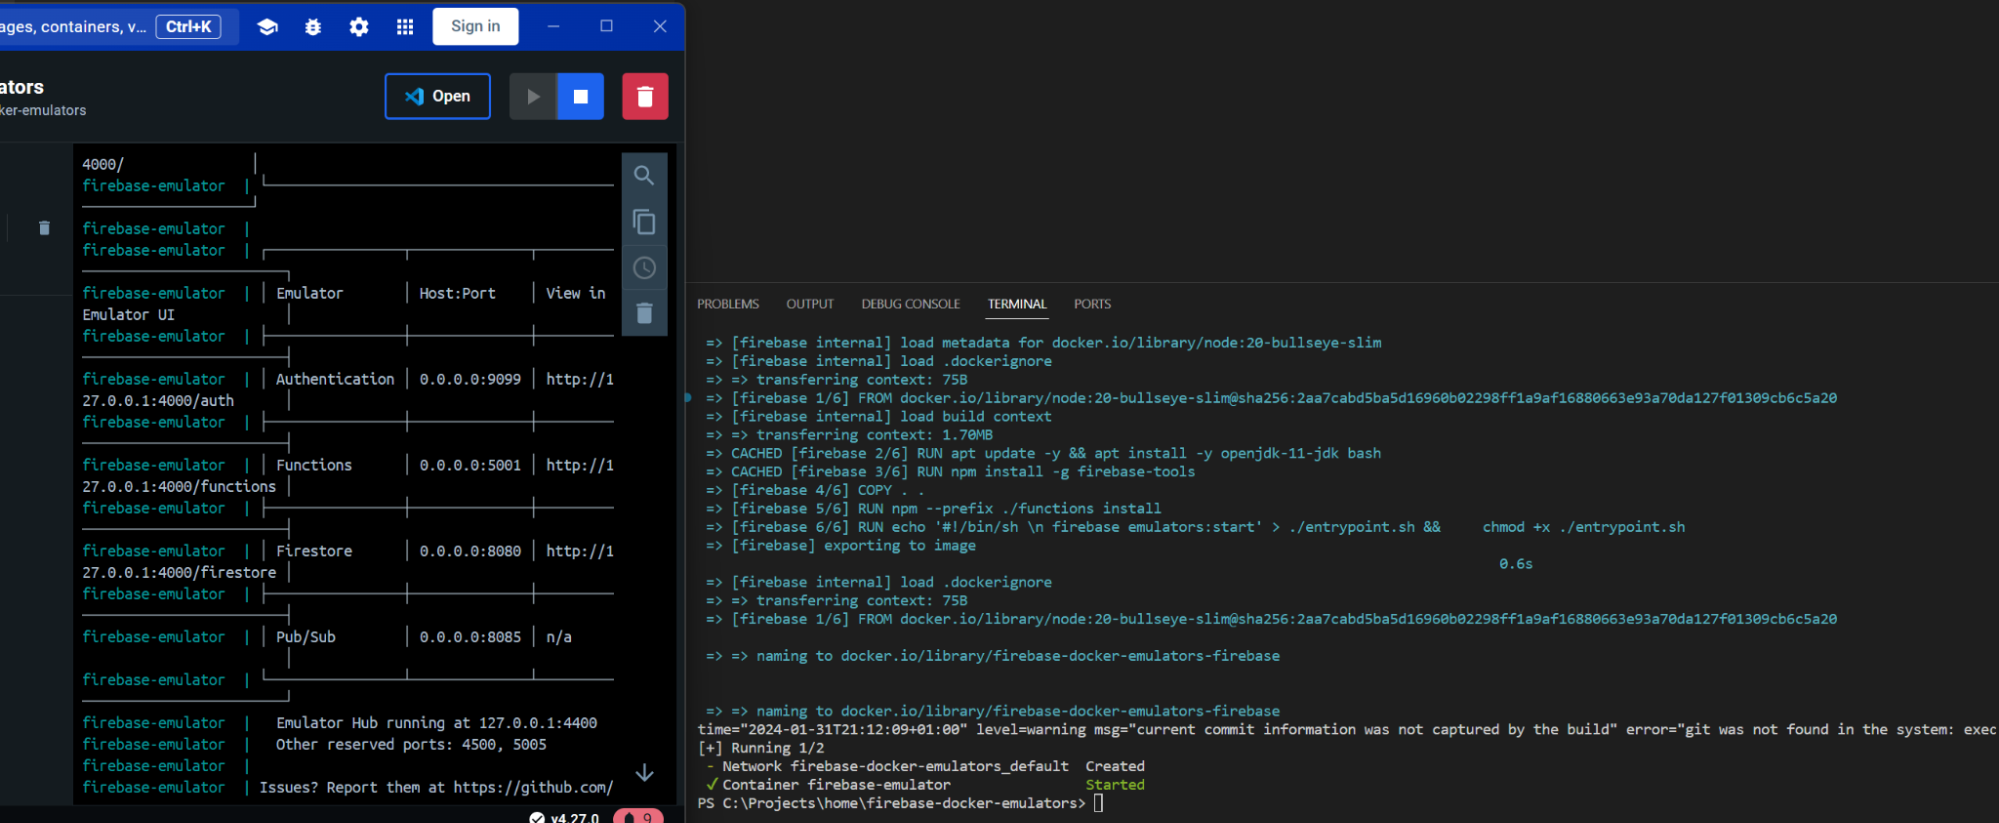 ages, containers, v... Ctrl+K Sign in
ators
ker-emulators
Open
4000/ │
firebase-emulator |
firebase-emulator |
firebase-emulator |
firebase-emulator | │ Emulator │ Host:Port │ View in
Emulator UI │
firebase-emulator |
firebase-emulator | │ Authentication │ 0.0.0.0:9099 │ http://1
27.0.0.1:4000/auth │
firebase-emulator |
firebase-emulator | │ Functions │ 0.0.0.0:5001 │ http://1
27.0.0.1:4000/functions │
firebase-emulator |
firebase-emulator | │ Firestore │ 0.0.0.0:8080 │ http://1
27.0.0.1:4000/firestore │
firebase-emulator |
firebase-emulator | │ Pub/Sub │ 0.0.0.0:8085 │ n/a
firebase-emulator |
firebase-emulator | Emulator Hub running at 127.0.0.1:4400
firebase-emulator | Other reserved ports: 4500, 5005
firebase-emulator |
firebase-emulator | Issues? Report them at https://github.com/
v4.27.0 9
PROBLEMS OUTPUT DEBUG CONSOLE TERMINAL PORTS
=> [firebase internal] load metadata for docker.io/library/node:20-bullseye-slim
=> [firebase internal] load .dockerignore
=> => transferring context: 75B
=> [firebase 1/6] FROM docker.io/library/node:20-bullseye-slim@sha256:2aa7cabd5ba5d16960b02298ff1a9af16880663e93a70da127f01309cb6c5a20
=> [firebase internal] load build context
=> => transferring context: 1.70MB
=> CACHED [firebase 2/6] RUN apt update -y && apt install -y openjdk-11-jdk bash
=> CACHED [firebase 3/6] RUN npm install -g firebase-tools
=> [firebase 4/6] COPY . .
=> [firebase 5/6] RUN npm --prefix ./functions install
=> [firebase 6/6] RUN echo '#!/bin/sh \n firebase emulators:start' > ./entrypoint.sh && chmod +x ./entrypoint.sh
=> [firebase] exporting to image
0.6s
=> [firebase internal] load .dockerignore
=> => transferring context: 75B
=> [firebase 1/6] FROM docker.io/library/node:20-bullseye-slim@sha256:2aa7cabd5ba5d16960b02298ff1a9af16880663e93a70da127f01309cb6c5a20
=> => naming to docker.io/library/firebase-docker-emulators-firebase
=> => naming to docker.io/library/firebase-docker-emulators-firebase
time="2024-01-31T21:12:09+01:00" level=warning msg="current commit information was not captured by the build" error="git was not found in the system: exec
[+] Running 1/2
- Network firebase-docker-emulators_default Created
✓ Container firebase-emulator Started
PS C:\Projects\home\firebase-docker-emulators>